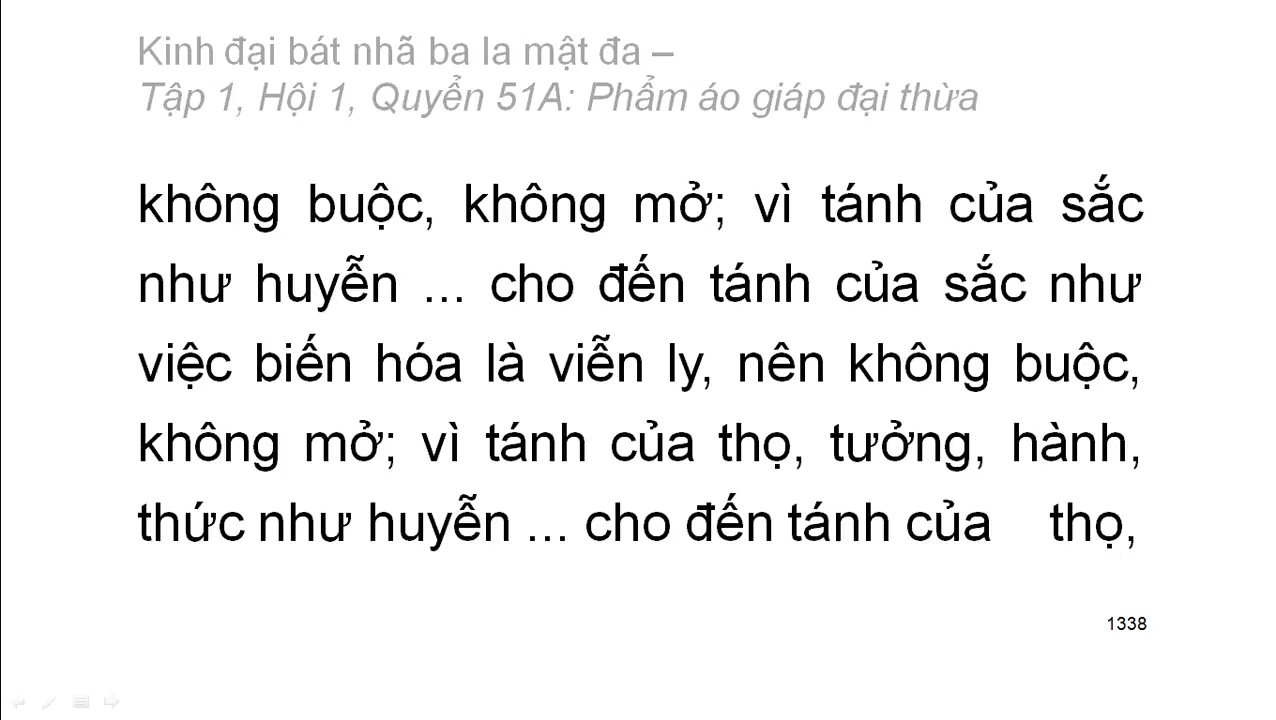 Kinh đại bát nhã ba la mật đa –
Tập 1, Hội 1, Quyển 51A: Phẩm áo giáp đại thừa
không buộc, không mở; vì tánh của sắc
như huyễn ... cho đến tánh của sắc như
việc biến hóa là viễn ly, nên không buộc,
không mở; vì tánh của thọ, tưởng, hành,
thức như huyễn ... cho đến tánh của thọ,
1338